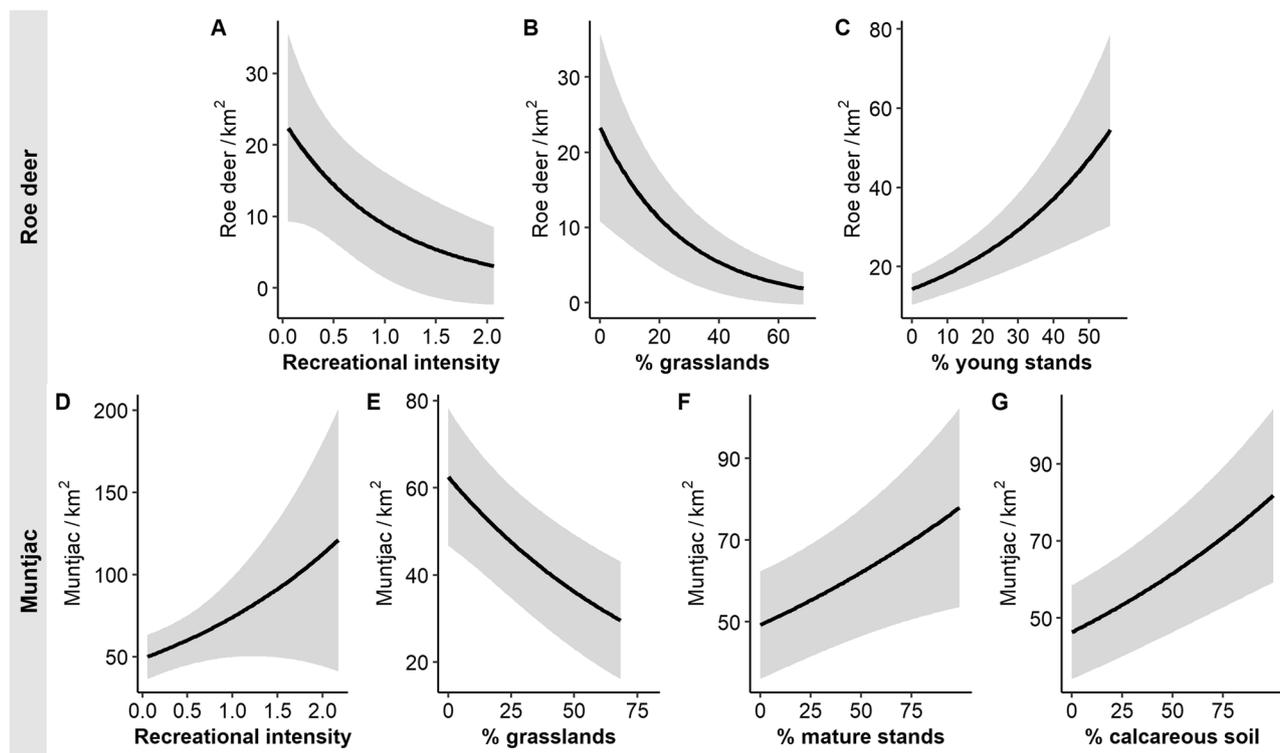 Roe deer
A
Roe deer / km²
30
20
10
0
0.0 0.5 1.0 1.5 2.0
Recreational intensity
B
Roe deer / km²
30
20
10
0
0 20 40 60
% grasslands
C
Roe deer / km²
80
60
40
20
0 10 20 30 40 50
% young stands
Muntjac
D
Muntjac / km²
200
150
100
50
0.0 0.5 1.0 1.5 2.0
Recreational intensity
E
Muntjac / km²
80
60
40
20
0 25 50 75
% grasslands
F
Muntjac / km²
90
70
50
0 25 50 75
% mature stands
G
Muntjac / km²
90
70
50
0 25 50 75
% calcareous soil